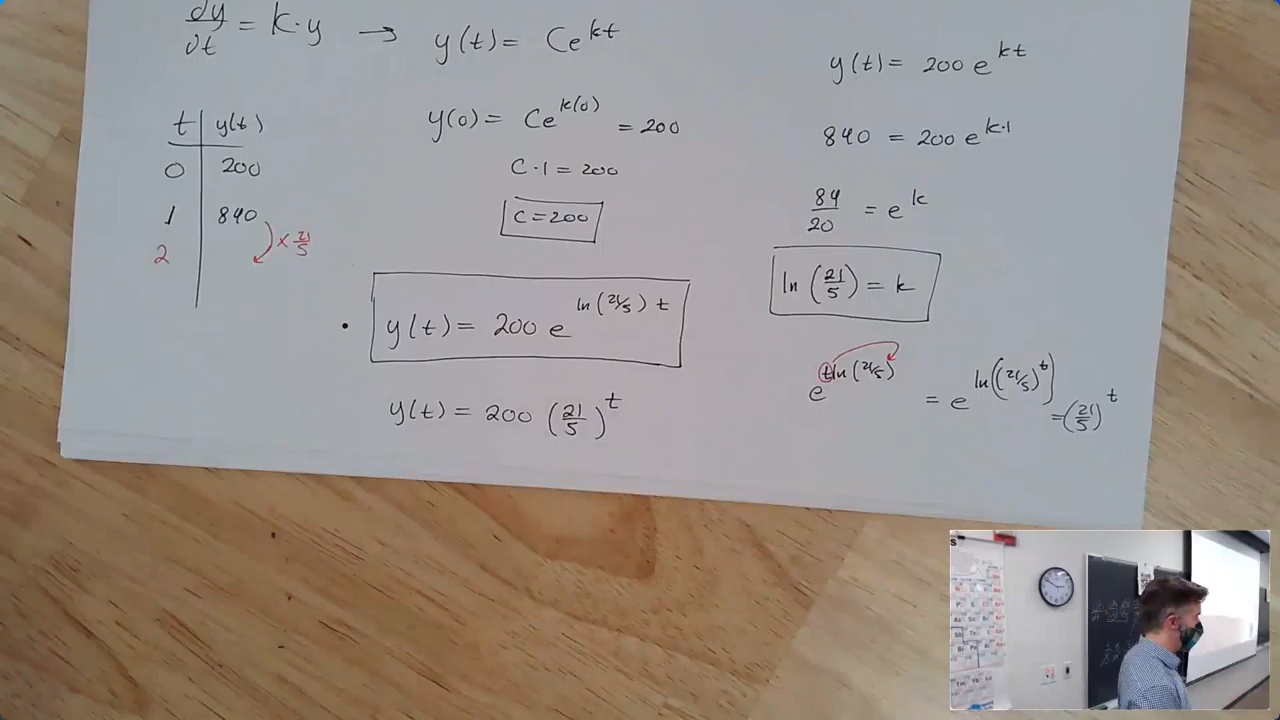 dy/dt = k·y → y(t) = Ce^{kt}
t | y(t)
0 | 200
1 | 840
2
× 21/5
y(0) = Ce^{k(0)} = 200
C·1 = 200
C = 200
y(t) = 200 e^{ln(21/5) t}
y(t) = 200 (21/5)^t
y(t) = 200 e^{kt}
840 = 200 e^{k·1}
84/20 = e^k
ln(21/5) = k
e^{t ln(21/5)} = e^{ln((21/5)^t)} = (21/5)^t